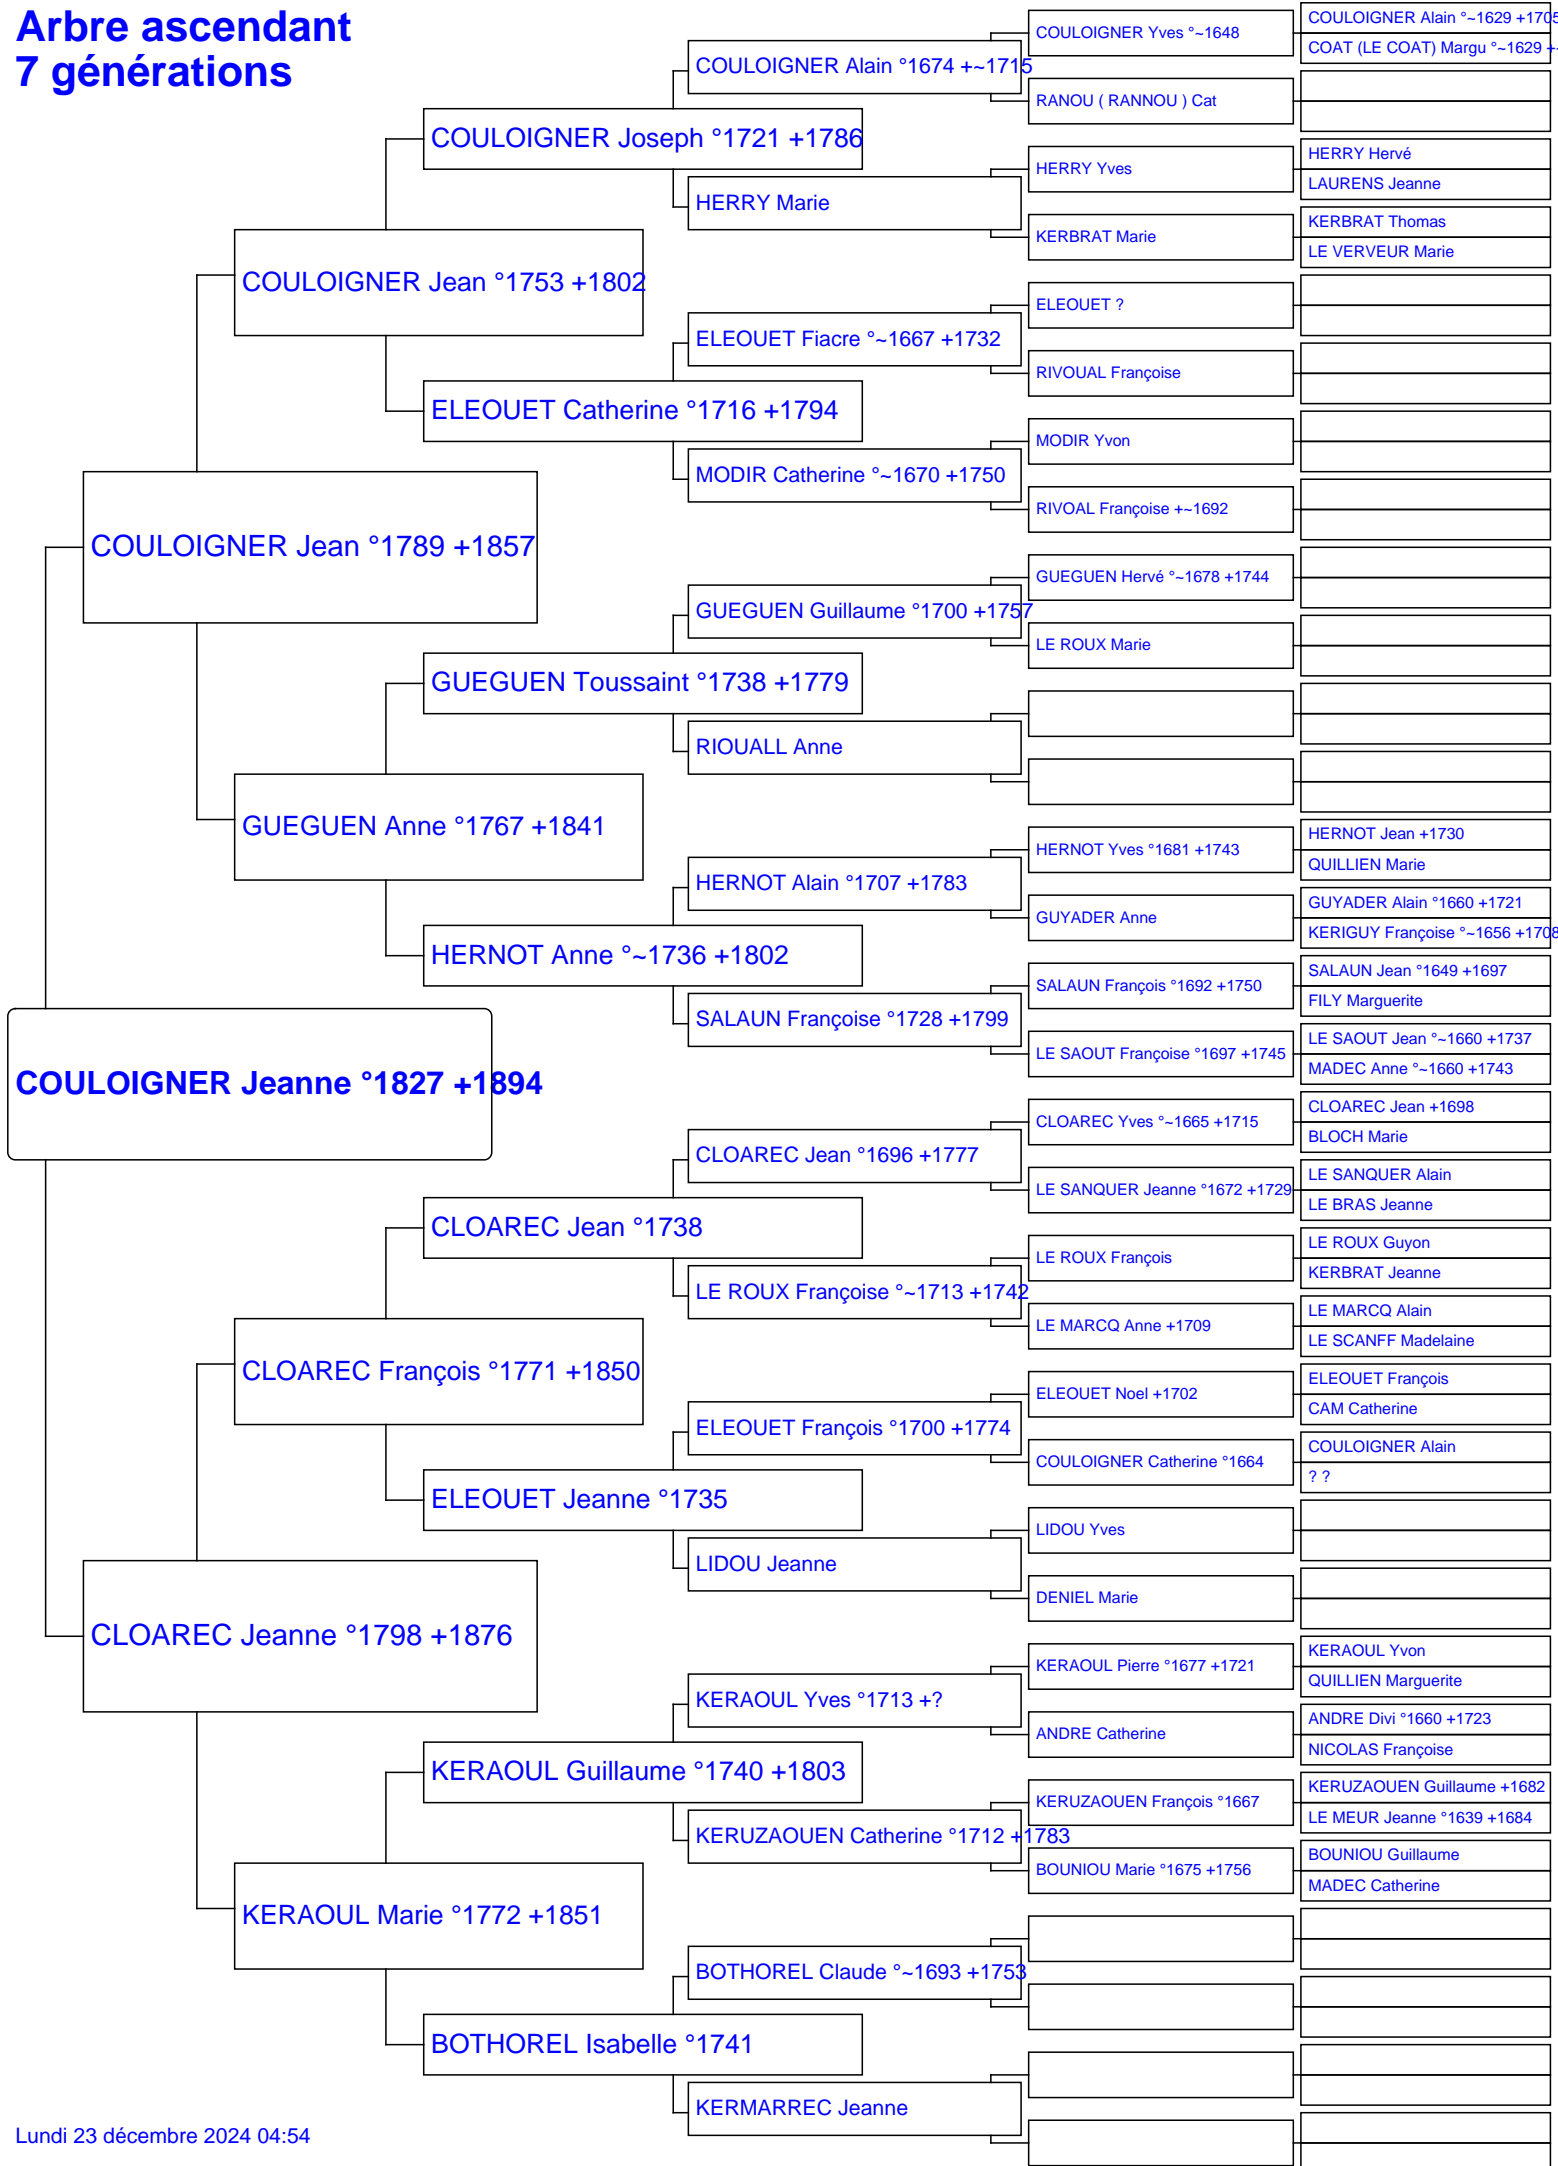 Arbre ascendant
7 générations
COULOIGNER Jeanne °1827 +1894
COULOIGNER Jean °1789 +1857
CLOAREC Jeanne °1798 +1876
COULOIGNER Jean °1753 +1802
GUEGUEN Anne °1767 +1841
CLOAREC François °1771 +1850
KERAOUL Marie °1772 +1851
COULOIGNER Joseph °1721 +1786
ELEOUET Catherine °1716 +1794
GUEGUEN Toussaint °1738 +1779
HERNOT Anne °~1736 +1802
CLOAREC Jean °1738
ELEOUET Jeanne °1735
KERAOUL Guillaume °1740 +1803
BOTHOREL Isabelle °1741
COULOIGNER Alain °1674 +~1715
HERRY Marie
ELEOUET Fiacre °~1667 +1732
MODIR Catherine °~1670 +1750
GUEGUEN Guillaume °1700 +1757
RIOUALL Anne
HERNOT Alain °1707 +1783
SALAUN Françoise °1728 +1799
CLOAREC Jean °1696 +1777
LE ROUX Françoise °~1713 +1742
ELEOUET François °1700 +1774
LIDOU Jeanne
KERAOUL Yves °1713 +?
KERUZAOUEN Catherine °1712 +1783
BOTHOREL Claude °~1693 +1753
KERMARREC Jeanne
COULOIGNER Yves °~1648
RANOU ( RANNOU ) Cat
HERRY Yves
KERBRAT Marie
ELEOUET ?
RIVOUAL Françoise
MODIR Yvon
RIVOAL Françoise +~1692
GUEGUEN Hervé °~1678 +1744
LE ROUX Marie
HERNOT Yves °1681 +1743
GUYADER Anne
SALAUN François °1692 +1750
LE SAOUT Françoise °1697 +1745
CLOAREC Yves °~1665 +1715
LE SANQUER Jeanne °1672 +1729
LE ROUX François
LE MARCQ Anne +1709
ELEOUET Noel +1702
COULOIGNER Catherine °1664
LIDOU Yves
DENIEL Marie
KERAOUL Pierre °1677 +1721
ANDRE Catherine
KERUZAOUEN François °1667
BOUNIOU Marie °1675 +1756
COULOIGNER Alain °~1629 +1705
COAT (LE COAT) Margu °~1629 +
HERRY Hervé
LAURENS Jeanne
KERBRAT Thomas
LE VERVEUR Marie
HERNOT Jean +1730
QUILLIEN Marie
GUYADER Alain °1660 +1721
KERIGUY Françoise °~1656 +1708
SALAUN Jean °1649 +1697
FILY Marguerite
LE SAOUT Jean °~1660 +1737
MADEC Anne °~1660 +1743
CLOAREC Jean +1698
BLOCH Marie
LE SANQUER Alain
LE BRAS Jeanne
LE ROUX Guyon
KERBRAT Jeanne
LE MARCQ Alain
LE SCANFF Madelaine
ELEOUET François
CAM Catherine
COULOIGNER Alain
? ?
KERAOUL Yvon
QUILLIEN Marguerite
ANDRE Divi °1660 +1723
NICOLAS Françoise
KERUZAOUEN Guillaume +1682
LE MEUR Jeanne °1639 +1684
BOUNIOU Guillaume
MADEC Catherine
Lundi 23 décembre 2024 04:54